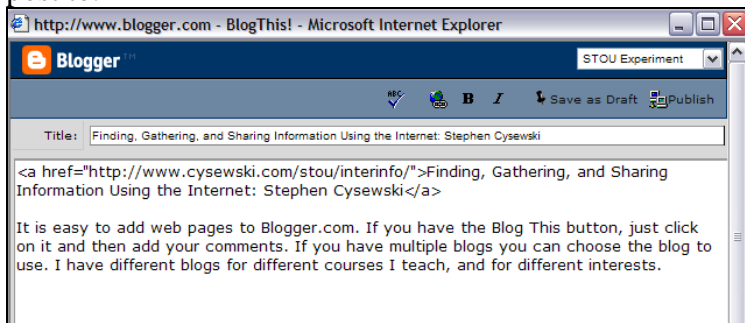 http://www.blogger.com - BlogThis! - Microsoft Internet Explorer
Blogger™
STOU Experiment
ABC
B I Save as Draft Publish
Title: Finding, Gathering, and Sharing Information Using the Internet: Stephen Cysewski
<a href="http://www.cysewski.com/stou/interinfo/">Finding, Gathering, and Sharing
Information Using the Internet: Stephen Cysewski</a>
It is easy to add web pages to Blogger.com. If you have the Blog This button, just click
on it and then add your comments. If you have multiple blogs you can choose the blog to
use. I have different blogs for different courses I teach, and for different interests.